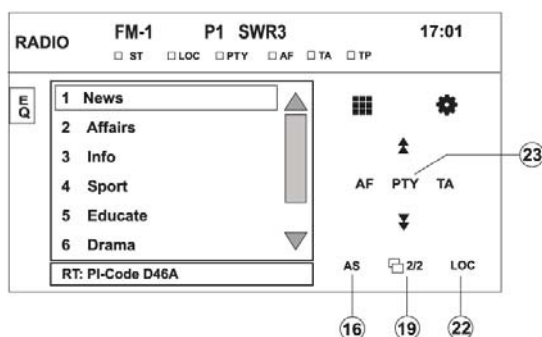 RADIO FM-1 P1 SWR3 17:01
ST LOC PTY AF TA TP
EQ
1 News
2 Affairs
3 Info
4 Sport
5 Educate
6 Drama
RT: PI-Code D46A
AF PTY TA
23
AS 2/2 LOC
16 19 22